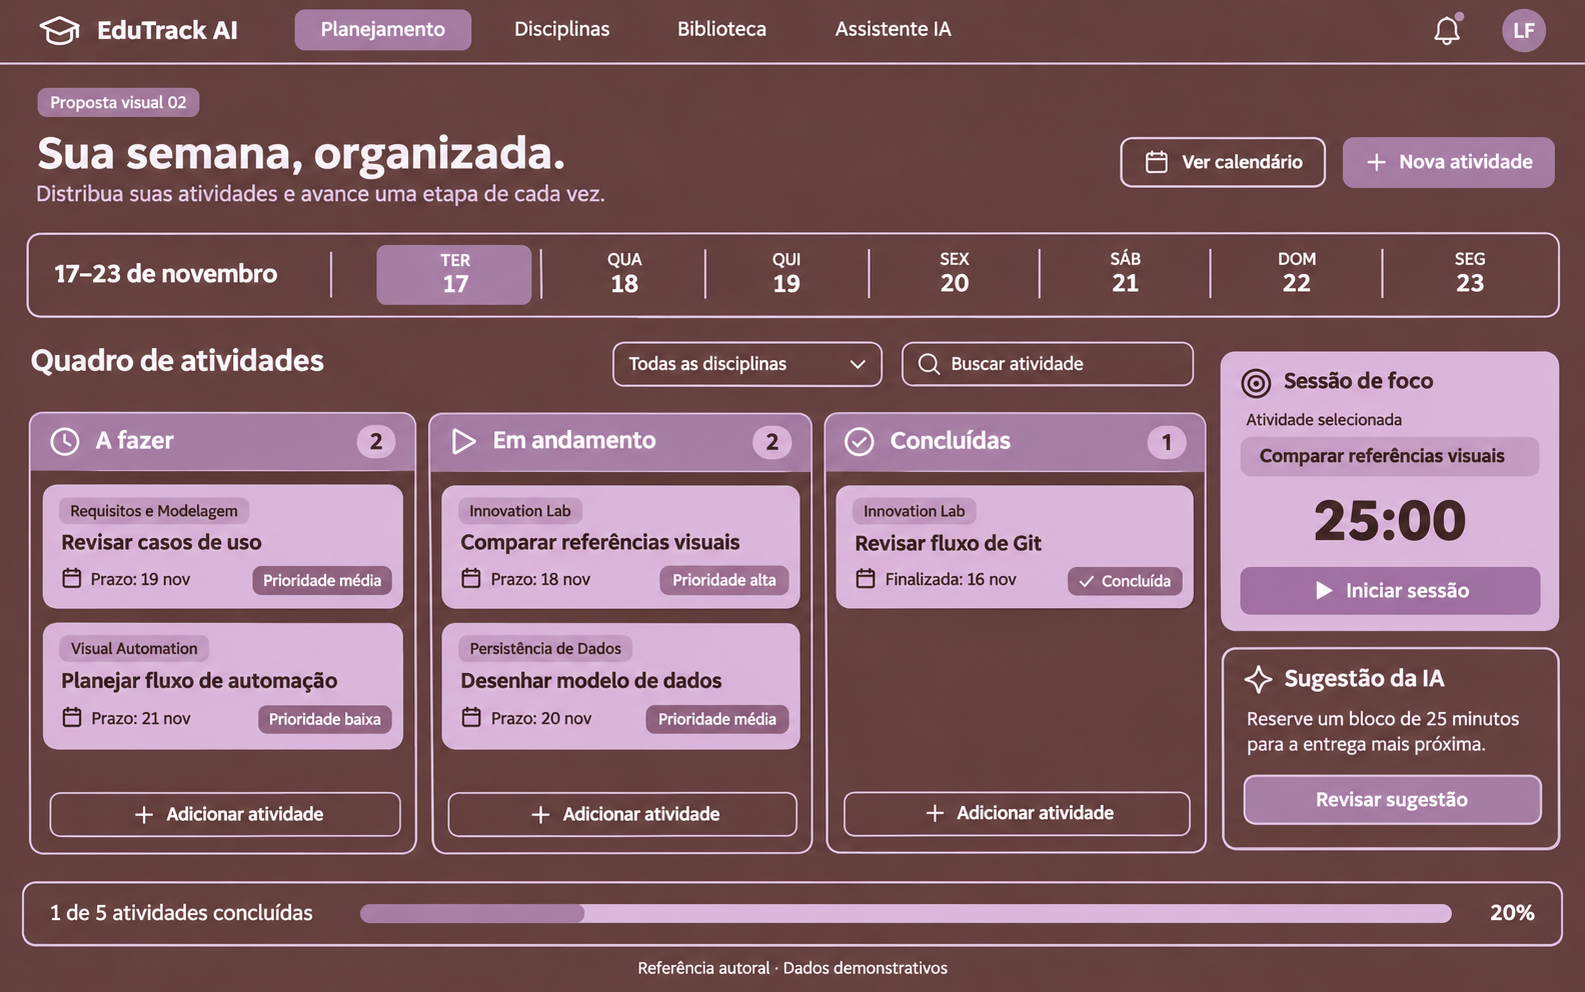 EduTrack AI
Planejamento
Disciplinas
Biblioteca
Assistente IA
LF
Proposta visual 02
Sua semana, organizada.
Distribua suas atividades e avance uma etapa de cada vez.
Ver calendário
+ Nova atividade
17–23 de novembro
TER
17
QUA
18
QUI
19
SEX
20
SÁB
21
DOM
22
SEG
23
Quadro de atividades
Todas as disciplinas
Buscar atividade
A fazer
2
Requisitos e Modelagem
Revisar casos de uso
Prazo: 19 nov
Prioridade média
Visual Automation
Planejar fluxo de automação
Prazo: 21 nov
Prioridade baixa
+ Adicionar atividade
Em andamento
2
Innovation Lab
Comparar referências visuais
Prazo: 18 nov
Prioridade alta
Persistência de Dados
Desenhar modelo de dados
Prazo: 20 nov
Prioridade média
+ Adicionar atividade
Concluídas
1
Innovation Lab
Revisar fluxo de Git
Finalizada: 16 nov
Concluída
+ Adicionar atividade
Sessão de foco
Atividade selecionada
Comparar referências visuais
25:00
Iniciar sessão
Sugestão da IA
Reserve um bloco de 25 minutos
para a entrega mais próxima.
Revisar sugestão
1 de 5 atividades concluídas
20%
Referência autoral · Dados demonstrativos